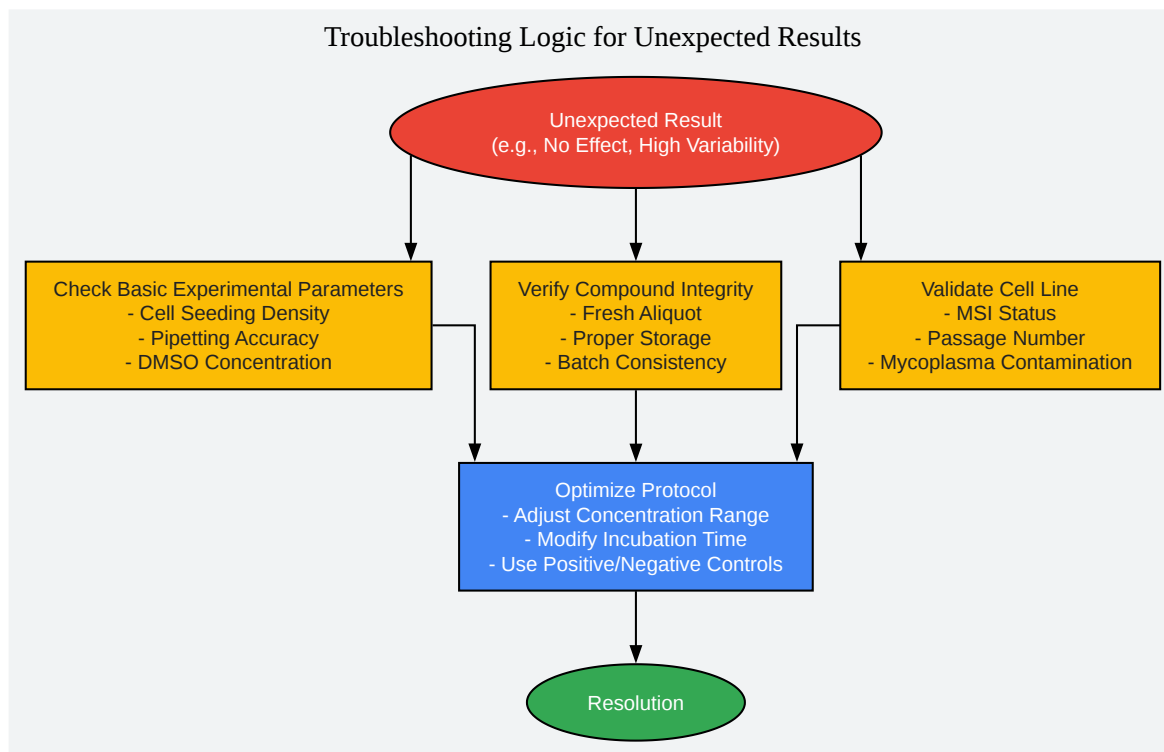 Troubleshooting Logic for Unexpected Results
Unexpected Result
(e.g., No Effect, High Variability)
Check Basic Experimental Parameters
- Cell Seeding Density
- Pipetting Accuracy
- DMSO Concentration
Verify Compound Integrity
- Fresh Aliquot
- Proper Storage
- Batch Consistency
Validate Cell Line
- MSI Status
- Passage Number
- Mycoplasma Contamination
Optimize Protocol
- Adjust Concentration Range
- Modify Incubation Time
- Use Positive/Negative Controls
Resolution